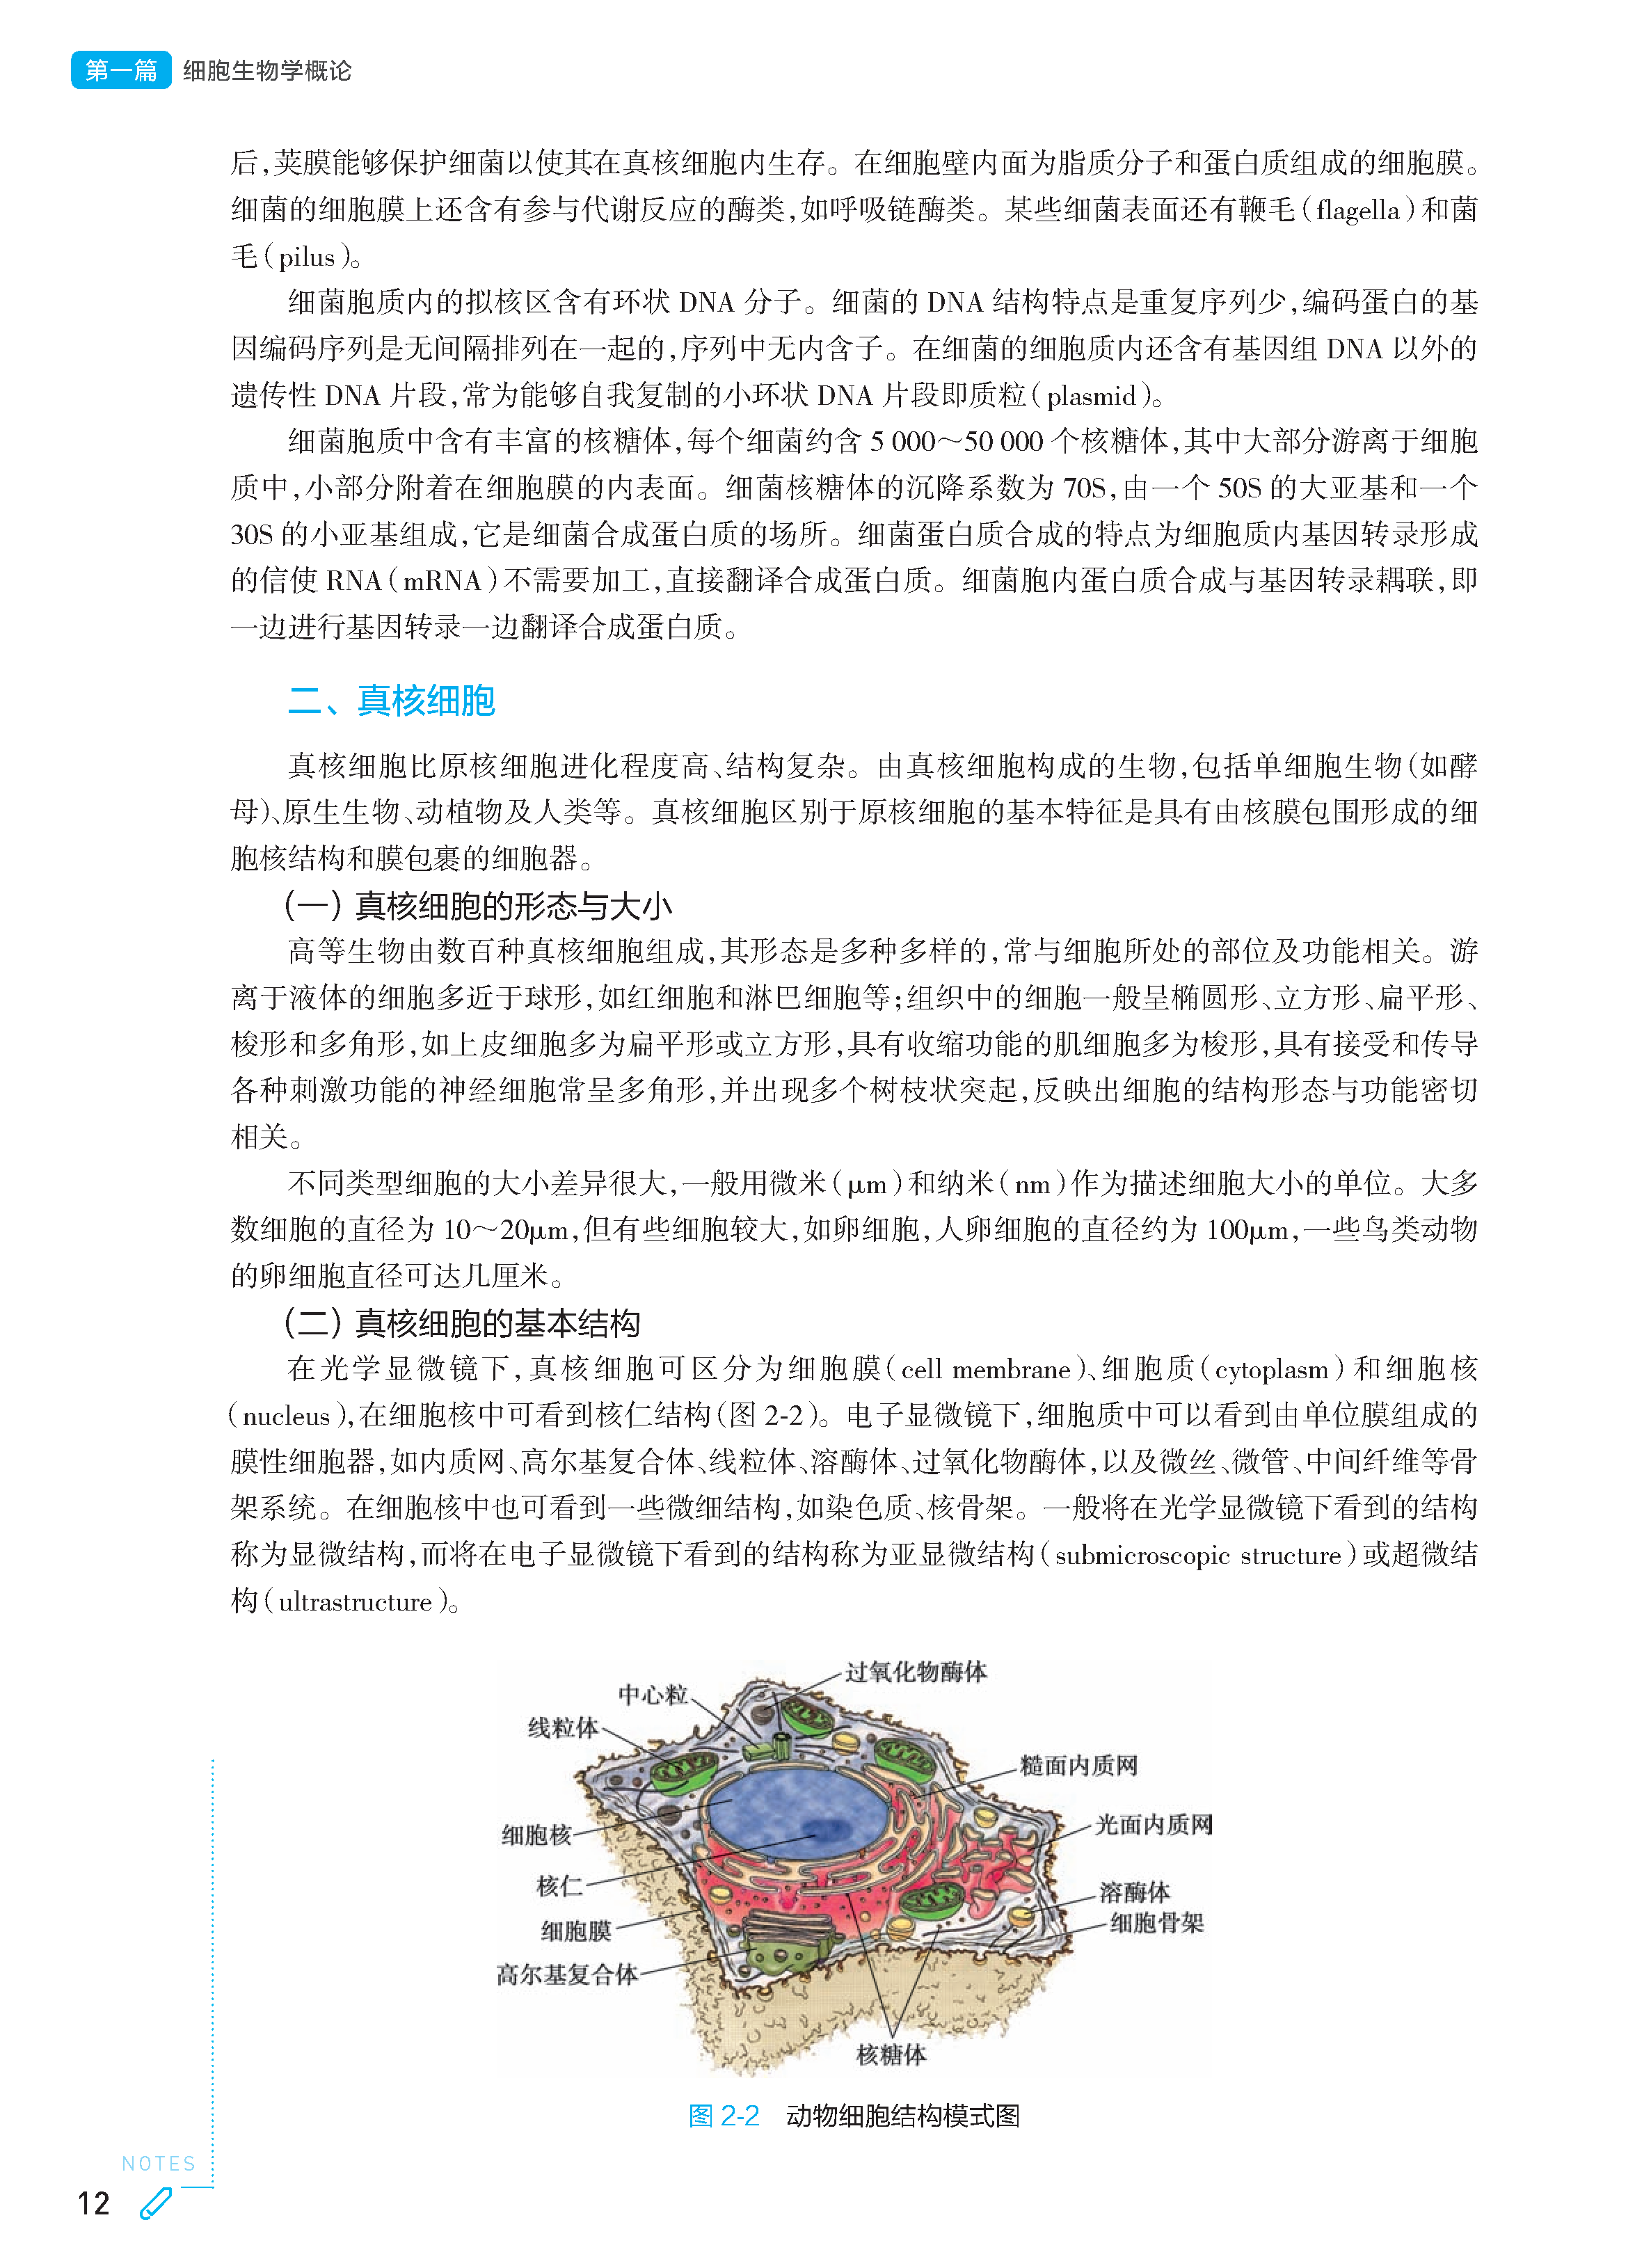 第一篇 细胞生物学概论
后,荚膜能够保护细菌以使其在真核细胞内生存。在细胞壁内面为脂质分子和蛋白质组成的细胞膜。
细菌的细胞膜上还含有参与代谢反应的酶类,如呼吸链酶类。某些细菌表面还有鞭毛(flagella)和菌
毛(pilus)。
细菌胞质内的拟核区含有环状 DNA 分子。细菌的 DNA 结构特点是重复序列少,编码蛋白的基
因编码序列是无间隔排列在一起的,序列中无内含子。在细菌的细胞质内还含有基因组 DNA 以外的
遗传性 DNA 片段,常为能够自我复制的小环状 DNA 片段即质粒(plasmid)。
细菌胞质中含有丰富的核糖体,每个细菌约含 5 000～50 000 个核糖体,其中大部分游离于细胞
质中,小部分附着在细胞膜的内表面。细菌核糖体的沉降系数为 70S,由一个 50S 的大亚基和一个
30S 的小亚基组成,它是细菌合成蛋白质的场所。细菌蛋白质合成的特点为细胞质内基因转录形成
的信使 RNA(mRNA)不需要加工,直接翻译合成蛋白质。细菌胞内蛋白质合成与基因转录耦联,即
一边进行基因转录一边翻译合成蛋白质。
二、真核细胞
真核细胞比原核细胞进化程度高、结构复杂。由真核细胞构成的生物,包括单细胞生物(如酵
母)、原生生物、动植物及人类等。真核细胞区别于原核细胞的基本特征是具有由核膜包围形成的细
胞核结构和膜包裹的细胞器。
(一)真核细胞的形态与大小
高等生物由数百种真核细胞组成,其形态是多种多样的,常与细胞所处的部位及功能相关。游
离于液体的细胞多近于球形,如红细胞和淋巴细胞等;组织中的细胞一般呈椭圆形、立方形、扁平形、
梭形和多角形,如上皮细胞多为扁平形或立方形,具有收缩功能的肌细胞多为梭形,具有接受和传导
各种刺激功能的神经细胞常呈多角形,并出现多个树枝状突起,反映出细胞的结构形态与功能密切
相关。
不同类型细胞的大小差异很大,一般用微米(μm)和纳米(nm)作为描述细胞大小的单位。大多
数细胞的直径为 10～20μm,但有些细胞较大,如卵细胞,人卵细胞的直径约为 100μm,一些鸟类动物
的卵细胞直径可达几厘米。
(二)真核细胞的基本结构
在光学显微镜下,真核细胞可区分为细胞膜(cell membrane)、细胞质(cytoplasm)和细胞核
(nucleus),在细胞核中可看到核仁结构(图 2-2)。电子显微镜下,细胞质中可以看到由单位膜组成的
膜性细胞器,如内质网、高尔基复合体、线粒体、溶酶体、过氧化物酶体,以及微丝、微管、中间纤维等骨
架系统。在细胞核中也可看到一些微细结构,如染色质、核骨架。一般将在光学显微镜下看到的结构
称为显微结构,而将在电子显微镜下看到的结构称为亚显微结构(submicroscopic structure)或超微结
构(ultrastructure)。
过氧化物酶体
中心粒
线粒体
糙面内质网
光面内质网
细胞核
核仁
溶酶体
细胞膜
细胞骨架
高尔基复合体
核糖体
图 2-2 动物细胞结构模式图
NOTES
12